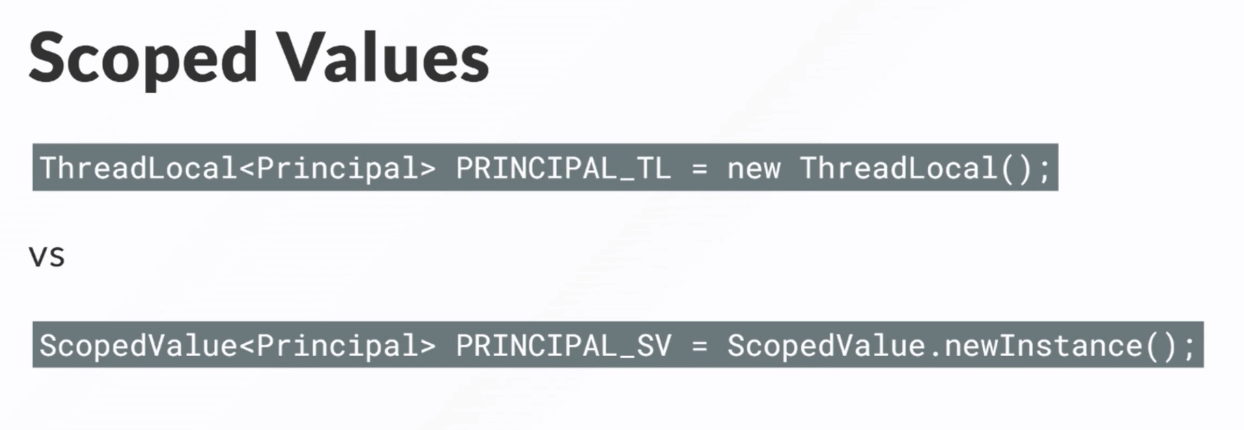 Scoped Values
ThreadLocal<Principal> PRINCIPAL_TL = new ThreadLocal();
vs
ScopedValue<Principal> PRINCIPAL_SV = ScopedValue.newInstance();